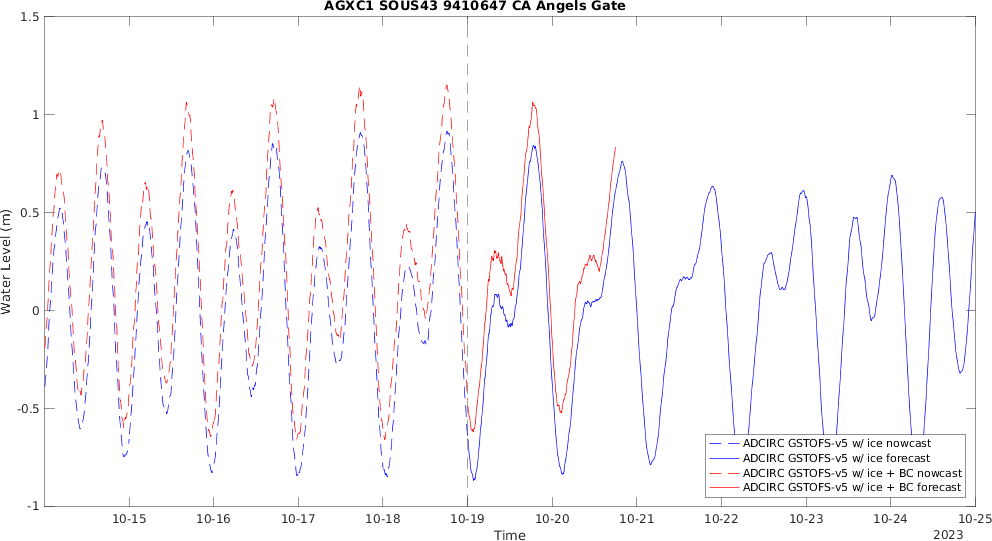 AGXC1 SOUS43 9410647 CA Angels Gate
1.5
1
0.5
0
-0.5
-1
Water Level (m)
ADCIRC GSTOFS-v5 w/ ice nowcast
ADCIRC GSTOFS-v5 w/ ice forecast
ADCIRC GSTOFS-v5 w/ ice + BC nowcast
ADCIRC GSTOFS-v5 w/ ice + BC forecast
10-15 10-16 10-17 10-18 10-19 10-20 10-21 10-22 10-23 10-24 10-25
Time
2023